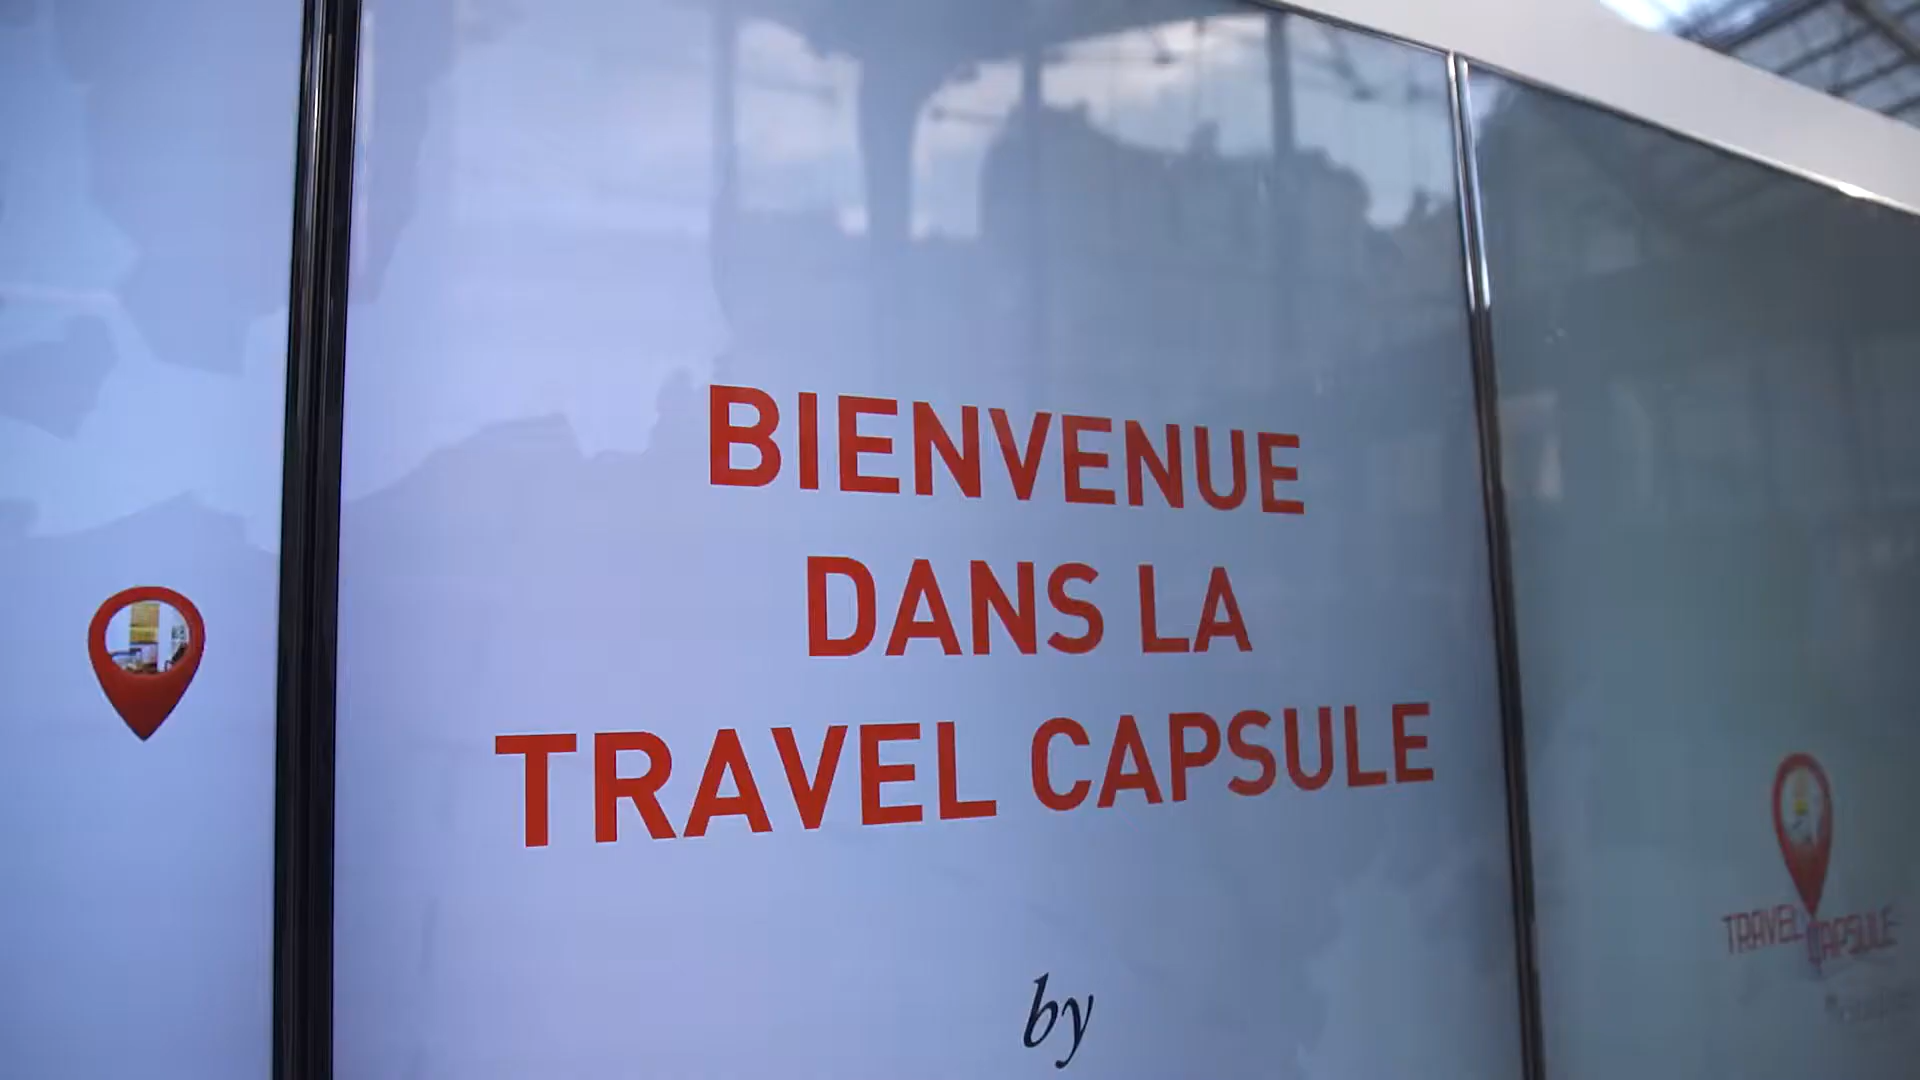 BIENVENUE
DANS LA
TRAVEL CAPSULE
by
TRAVEL
CAPSULE